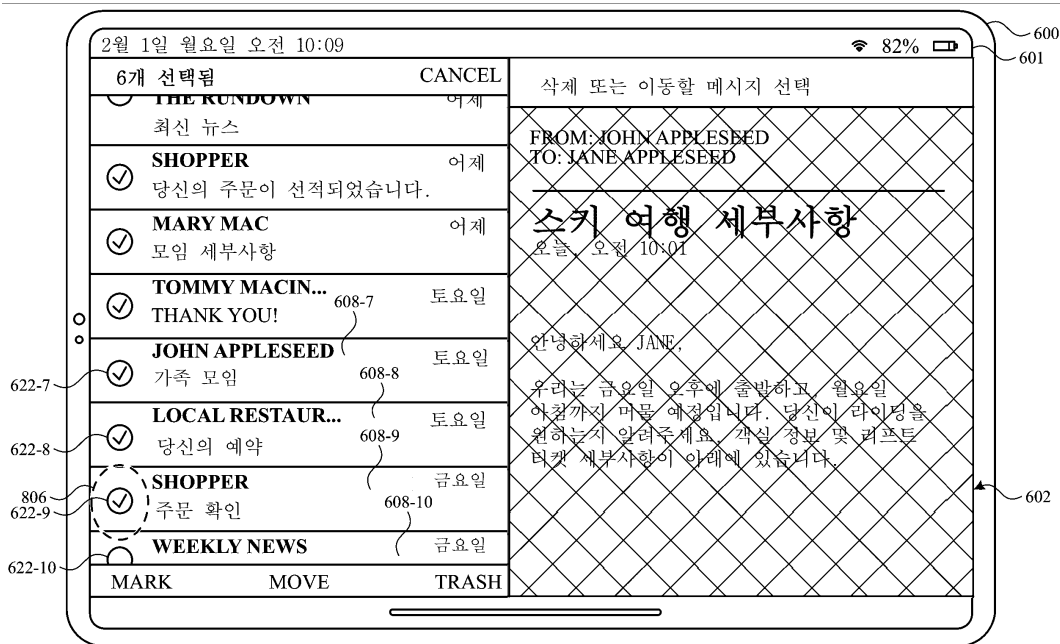 2월 1일 월요일 오전 10:09
82%
600
601
6개 선택됨
CANCEL
THE RUNDOWN
어제
최신 뉴스
SHOPPER
어제
당신의 주문이 선적되었습니다.
MARY MAC
어제
모임 세부사항
TOMMY MACIN...
토요일
THANK YOU!
608-7
JOHN APPLESEED
토요일
가족 모임
622-7
608-8
LOCAL RESTAUR...
토요일
당신의 예약
622-8
608-9
SHOPPER
금요일
주문 확인
806
622-9
608-10
WEEKLY NEWS
금요일
622-10
MARK
MOVE
TRASH
삭제 또는 이동할 메시지 선택
FROM: JOHN APPLESEED
TO: JANE APPLESEED
스키 여행 세부사항
오늘, 오전 10:01
안녕하세요 JANE,
우리는 금요일 오후에 출발하고, 월요일
아침까지 머물 예정입니다. 당신이 라이딩을
원하는지 알려주세요. 객실 정보 및 리프트
티켓 세부사항이 아래에 있습니다.
602